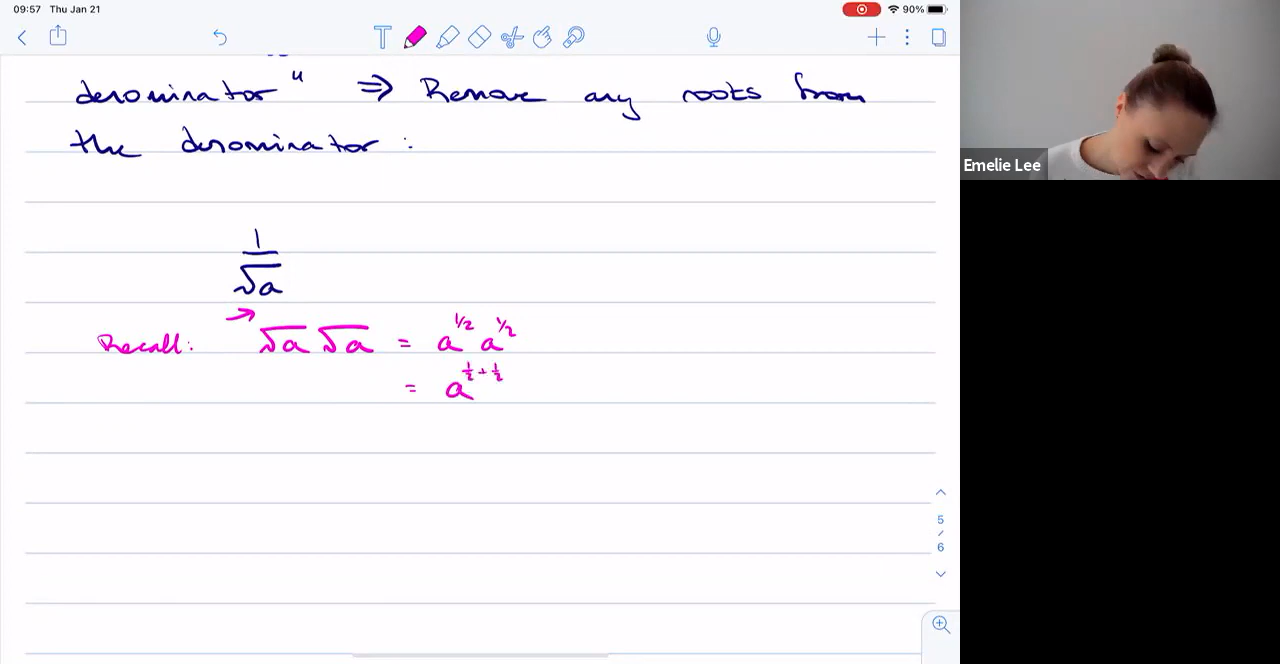 09:57 Thu Jan 21 90%
T
denominator" ⇒ Remove any roots from
the denominator :
1
√a
→
Recall: √a √a = a^1/2 a^1/2
= a^1/2 + 1/2
5
/
6
Emelie Lee